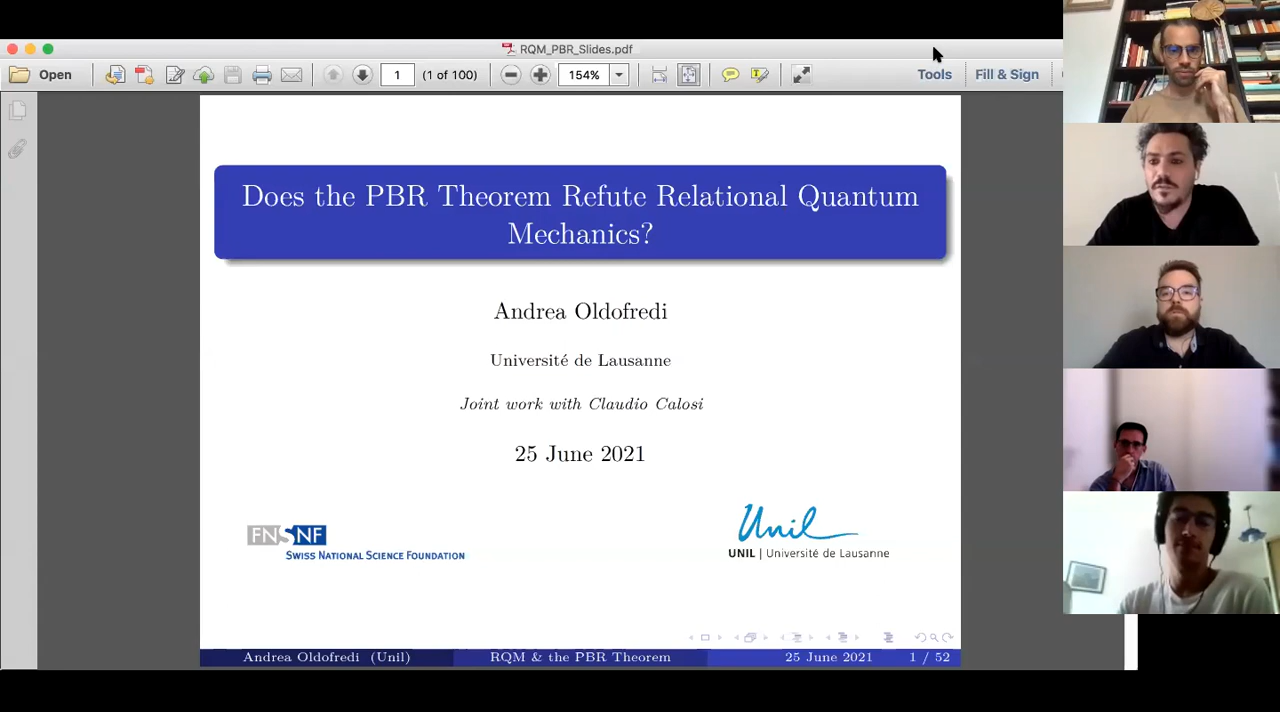 RQM_PBR_Slides.pdf
Open
1
(1 of 100)
154%
Tools
Fill & Sign
Does the PBR Theorem Refute Relational Quantum
Mechanics?
Andrea Oldofredi
Université de Lausanne
Joint work with Claudio Calosi
25 June 2021
FNSNF
SWISS NATIONAL SCIENCE FOUNDATION
Unil
UNIL | Université de Lausanne
Andrea Oldofredi (Unil)
RQM & the PBR Theorem
25 June 2021
1 / 52